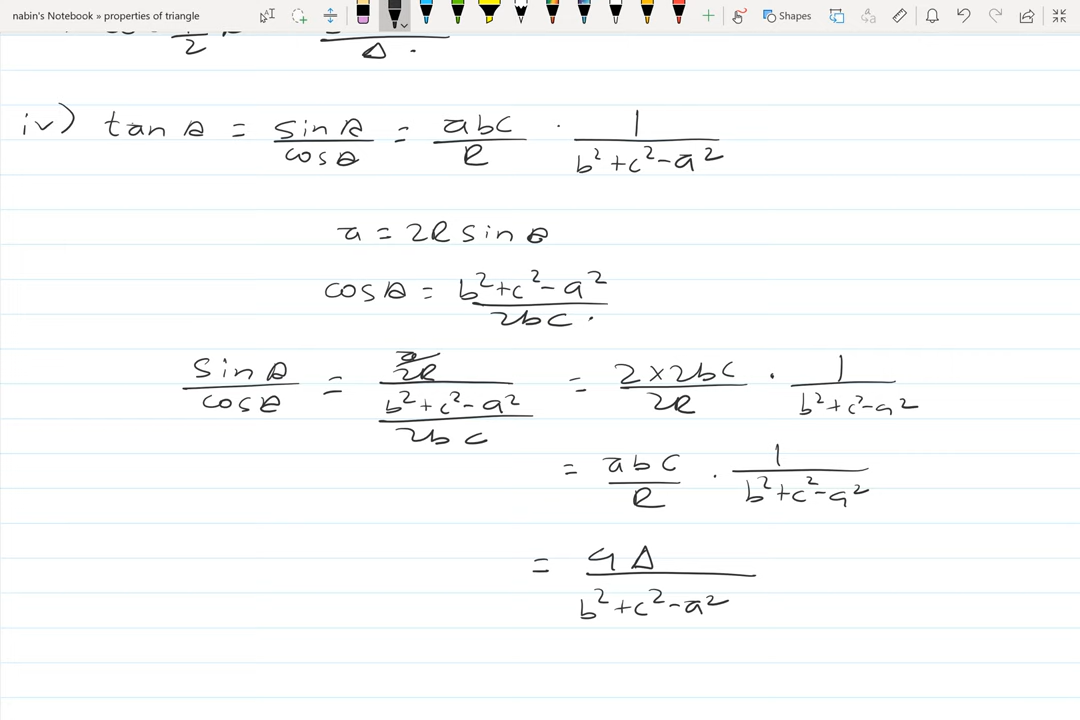 nabin's Notebook » properties of triangle
Shapes
2
Δ .
iv) tan A = sin A / cos A = abc / R · 1 / b²+c²-a²
a = 2R sin A
cos A = b²+c²-a² / 2bc .
sin A / cos A = a/2R / b²+c²-a² / 2bc = 2×2bc / 2R · 1 / b²+c²-a²
= abc / R · 1 / b²+c²-a²
= 4Δ / b²+c²-a²